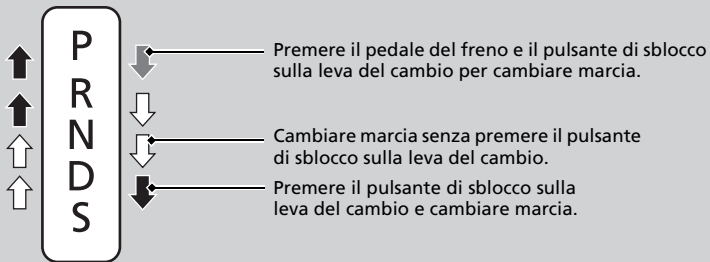 P
R
N
D
S
Premere il pedale del freno e il pulsante di sblocco
sulla leva del cambio per cambiare marcia.
Cambiare marcia senza premere il pulsante
di sblocco sulla leva del cambio.
Premere il pulsante di sblocco sulla
leva del cambio e cambiare marcia.